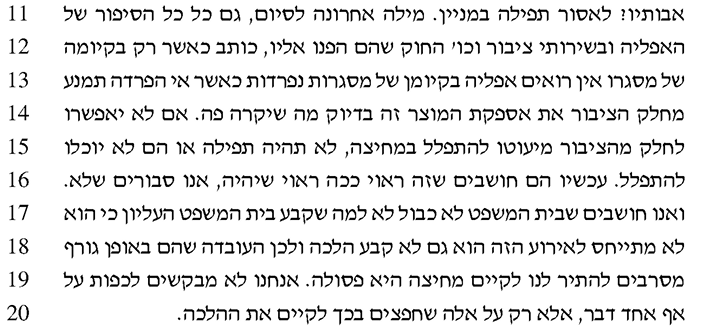 אבותיו? לאסור תפילה במניין. מילה אחרונה לסיום, גם כל כל הסיפור של 11
האפליה ובשירותי ציבור וכו' החוק שהם הפנו אליו, כותב כאשר רק בקיומה 12
של מסגרו אין רואים אפליה בקיומן של מסגרות נפרדות כאשר אי הפרדה תמנע 13
מחלק הציבור את אספקת המוצר זה בדיוק מה שיקרה פה. אם לא יאפשרו 14
לחלק מהציבור מיעוטו להתפלל במחיצה, לא תהיה תפילה או הם לא יוכלו 15
להתפלל. עכשיו הם חושבים שזה ראוי ככה ראוי שיהיה, אנו סבורים שלא. 16
ואנו חושבים שבית המשפט לא כבול לא למה שקבע בית המשפט העליון כי הוא 17
לא מתייחס לאירוע הזה הוא גם לא קבע הלכה ולכן העובדה שהם באופן גורף 18
מסרבים להתיר לנו לקיים מחיצה היא פסולה. אנחנו לא מבקשים לכפות על 19
אף אחד דבר, אלא רק על אלה שחפצים בכך לקיים את ההלכה. 20